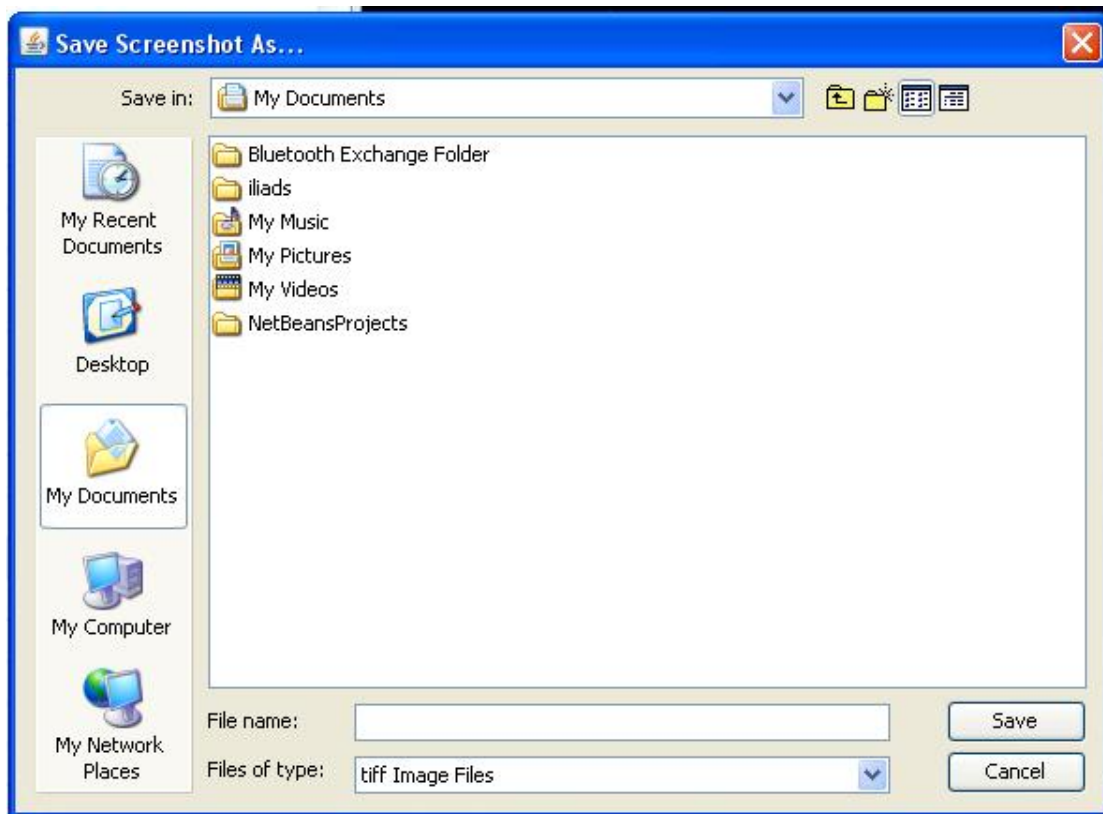 Save Screenshot As...
Save in:
My Documents
My Recent
Documents
Desktop
My Documents
My Computer
My Network
Places
Bluetooth Exchange Folder
iliads
My Music
My Pictures
My Videos
NetBeansProjects
File name:
Save
Files of type:
tiff Image Files
Cancel